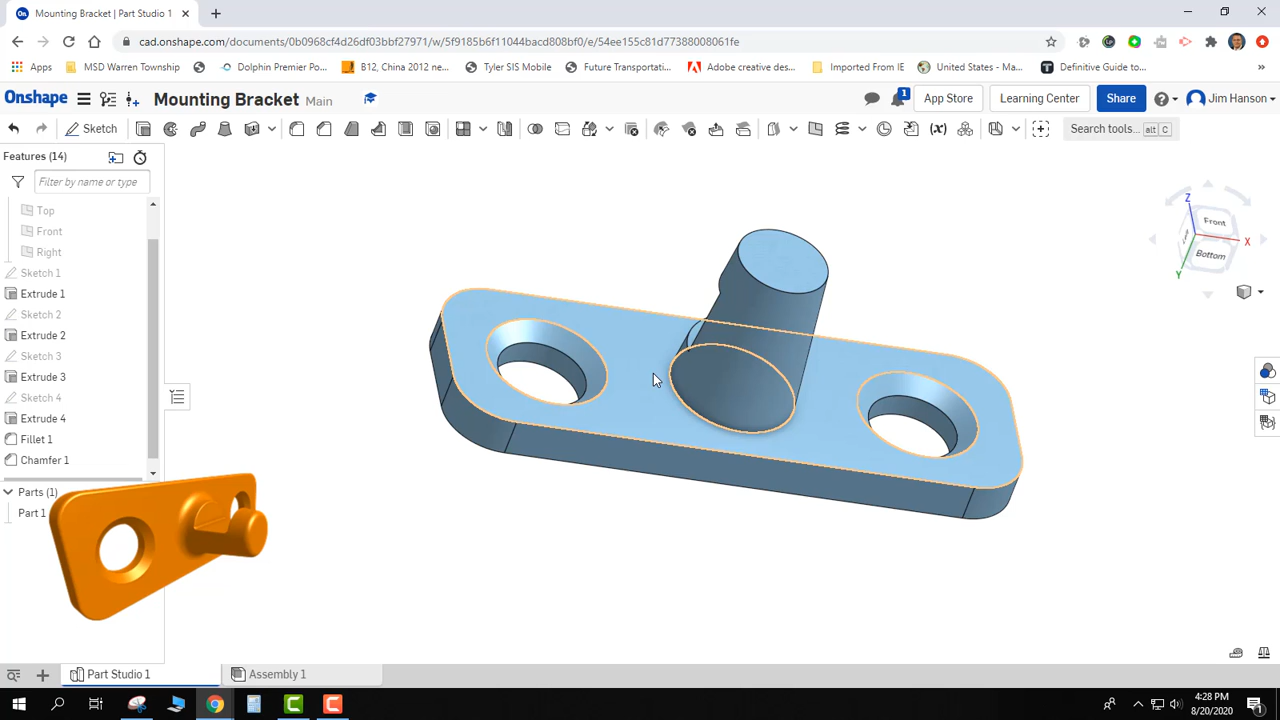 Mounting Bracket | Part Studio 1
cad.onshape.com/documents/0b0968cf4d26df03bbf27971/w/5f9185b6f11044bacd808bf0/e/54ee155c81d77388008061fe
Apps MSD Warren Township Dolphin Premier Po... B12, China 2012 ne... Tyler SIS Mobile Future Transportati... Adobe creative des... Imported From IE United States - Ma... Definitive Guide to...
Onshape Mounting Bracket Main 1 App Store Learning Center Share Jim Hanson
Sketch Search tools... alt C
Features (14)
Filter by name or type
Top
Front
Right
Sketch 1
Extrude 1
Sketch 2
Extrude 2
Sketch 3
Extrude 3
Sketch 4
Extrude 4
Fillet 1
Chamfer 1
Parts (1)
Part 1
Z
Front
X
Bottom
Y
Part Studio 1 Assembly 1
4:28 PM
8/20/2020
1